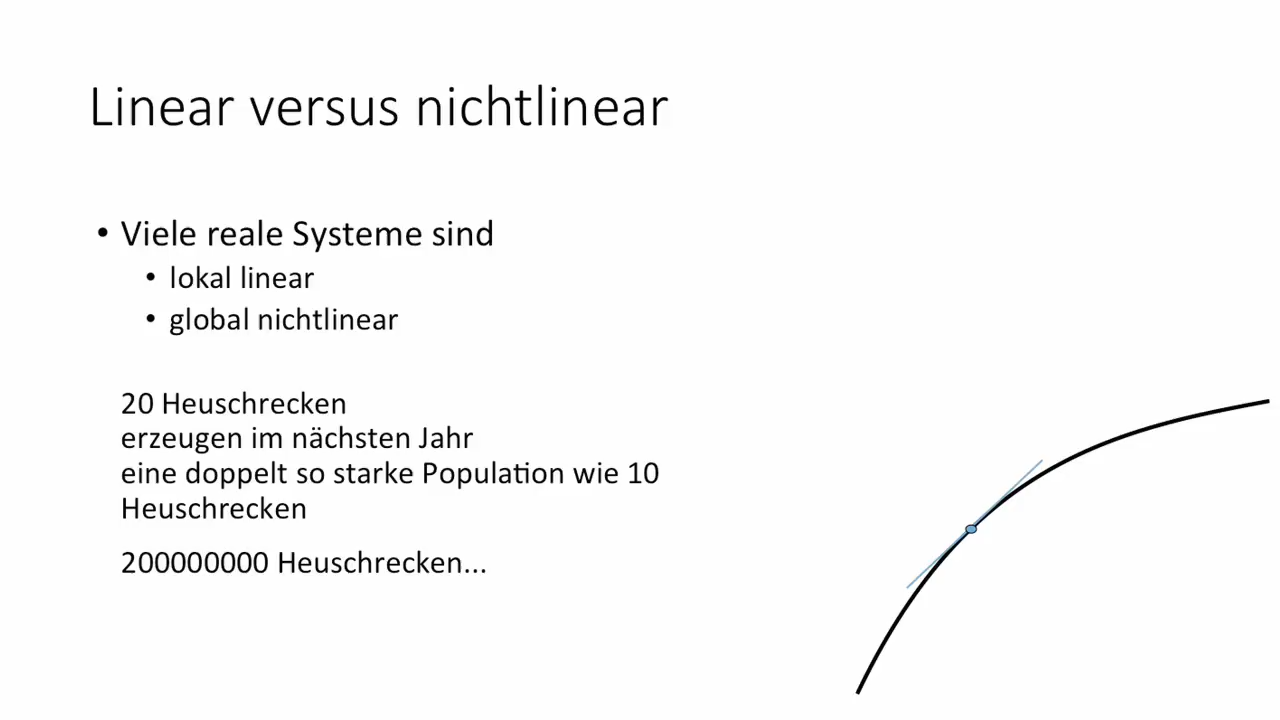 Linear versus nichtlinear
• Viele reale Systeme sind
• lokal linear
• global nichtlinear
20 Heuschrecken
erzeugen im nächsten Jahr
eine doppelt so starke Population wie 10
Heuschrecken
200000000 Heuschrecken...